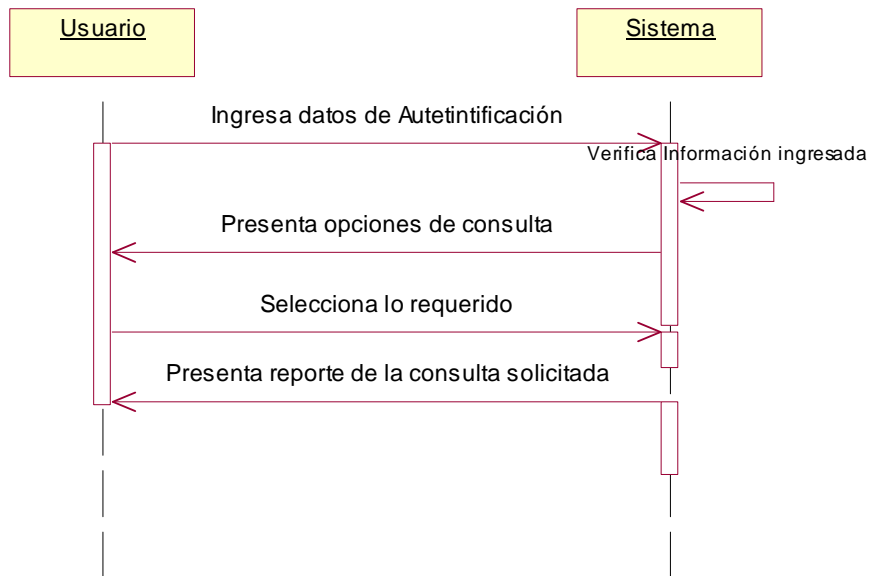 Usuario
Sistema
Ingresa datos de Autetintificación
Verifica Información ingresada
Presenta opciones de consulta
Selecciona lo requerido
Presenta reporte de la consulta solicitada